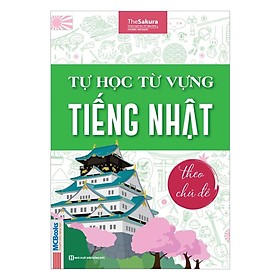 TheSakura
TỰ HỌC TỪ VỰNG
TIẾNG NHẬT
theo
chủ đề
MCBooks